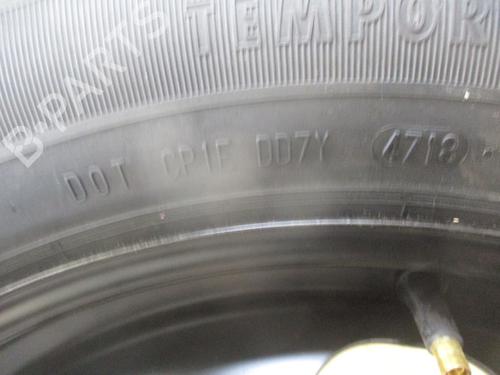 TEMPOR
B-PARTS
DOT CP1F DD7Y 4718